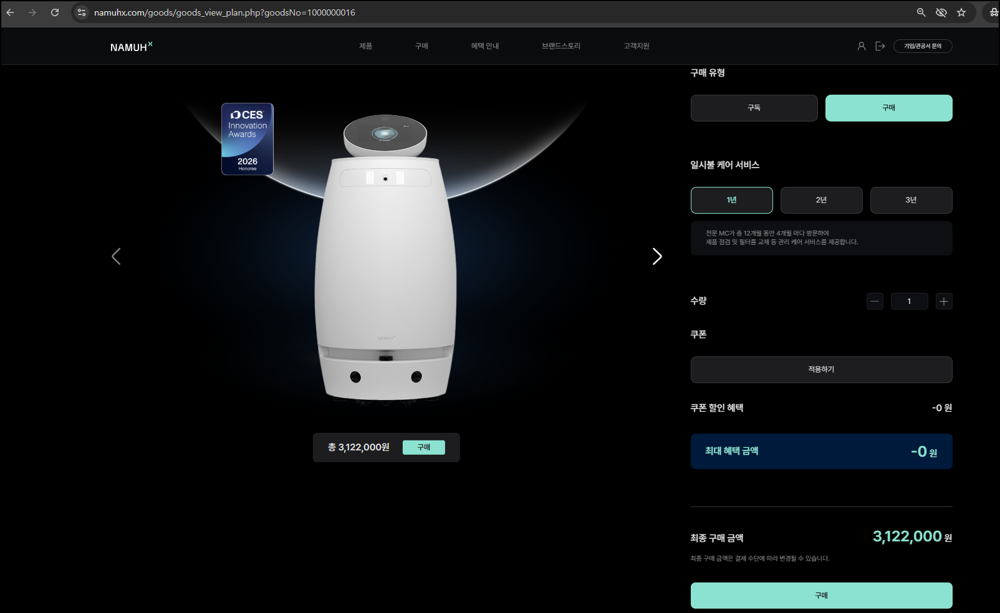 namuhx.com/goods/goods_view_plan.php?goodsNo=1000000016
NAMUH X
제품
구매
혜택 안내
브랜드스토리
고객지원
기업/관공서 문의
CES
Innovation
Awards
2026
Honoree
NAMUH X
총 3,122,000원
구매
구매 유형
구독
구매
일시불 케어 서비스
1년
2년
3년
전문 MC가 총 12개월 동안 4개월 마다 방문하여
제품 점검 및 필터를 교체 등 관리 케어 서비스를 제공합니다.
수량
1
쿠폰
적용하기
쿠폰 할인 혜택
-0 원
최대 혜택 금액
-0 원
최종 구매 금액
3,122,000 원
최종 구매 금액은 결제 수단에 따라 변경될 수 있습니다.
구매